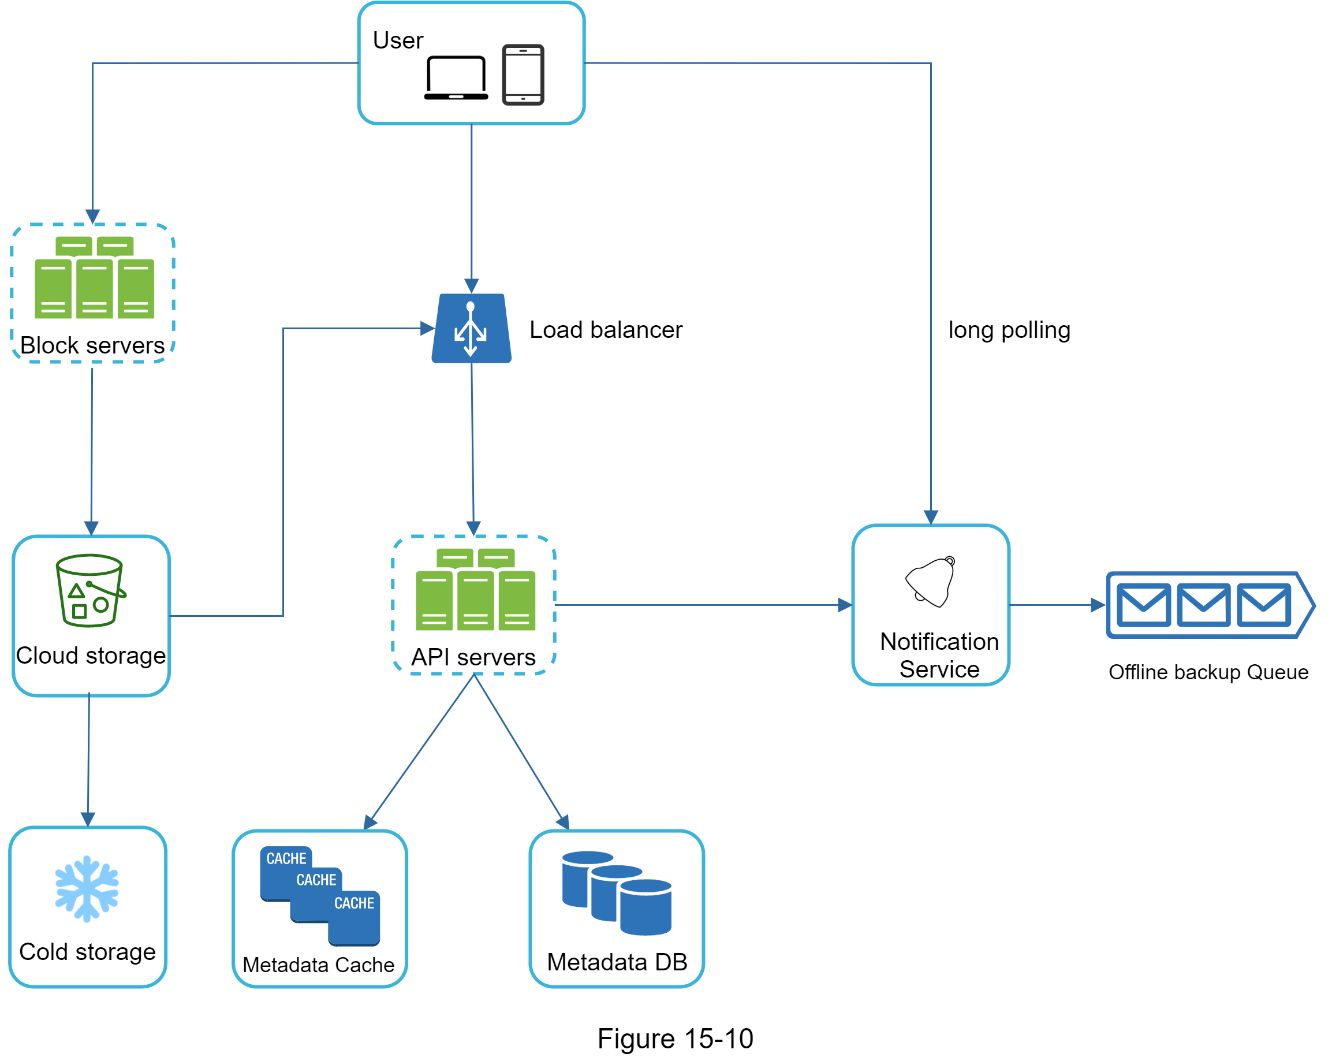 User
Block servers
Load balancer
long polling
Cloud storage
API servers
Notification
Service
Offline backup Queue
CACHE
CACHE
CACHE
Cold storage
Metadata Cache
Metadata DB
Figure 15-10